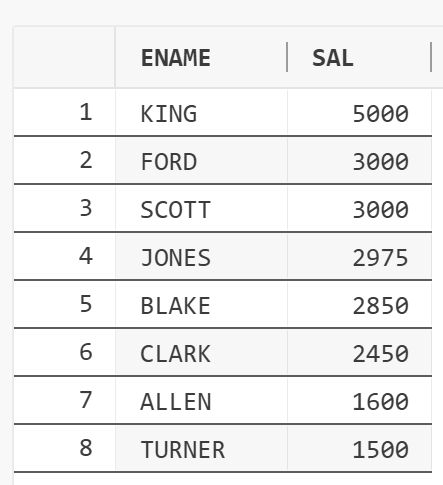 ENAME SAL
1 KING 5000
2 FORD 3000
3 SCOTT 3000
4 JONES 2975
5 BLAKE 2850
6 CLARK 2450
7 ALLEN 1600
8 TURNER 1500